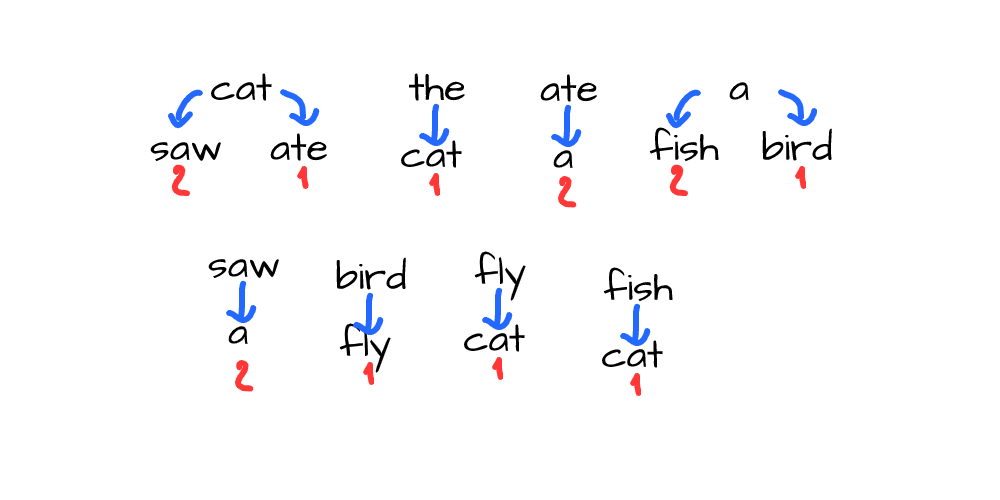 cat the ate a
saw ate cat a fish bird
2 1 1 2 2 1
saw bird fly fish
a fly cat cat
2 1 1 1